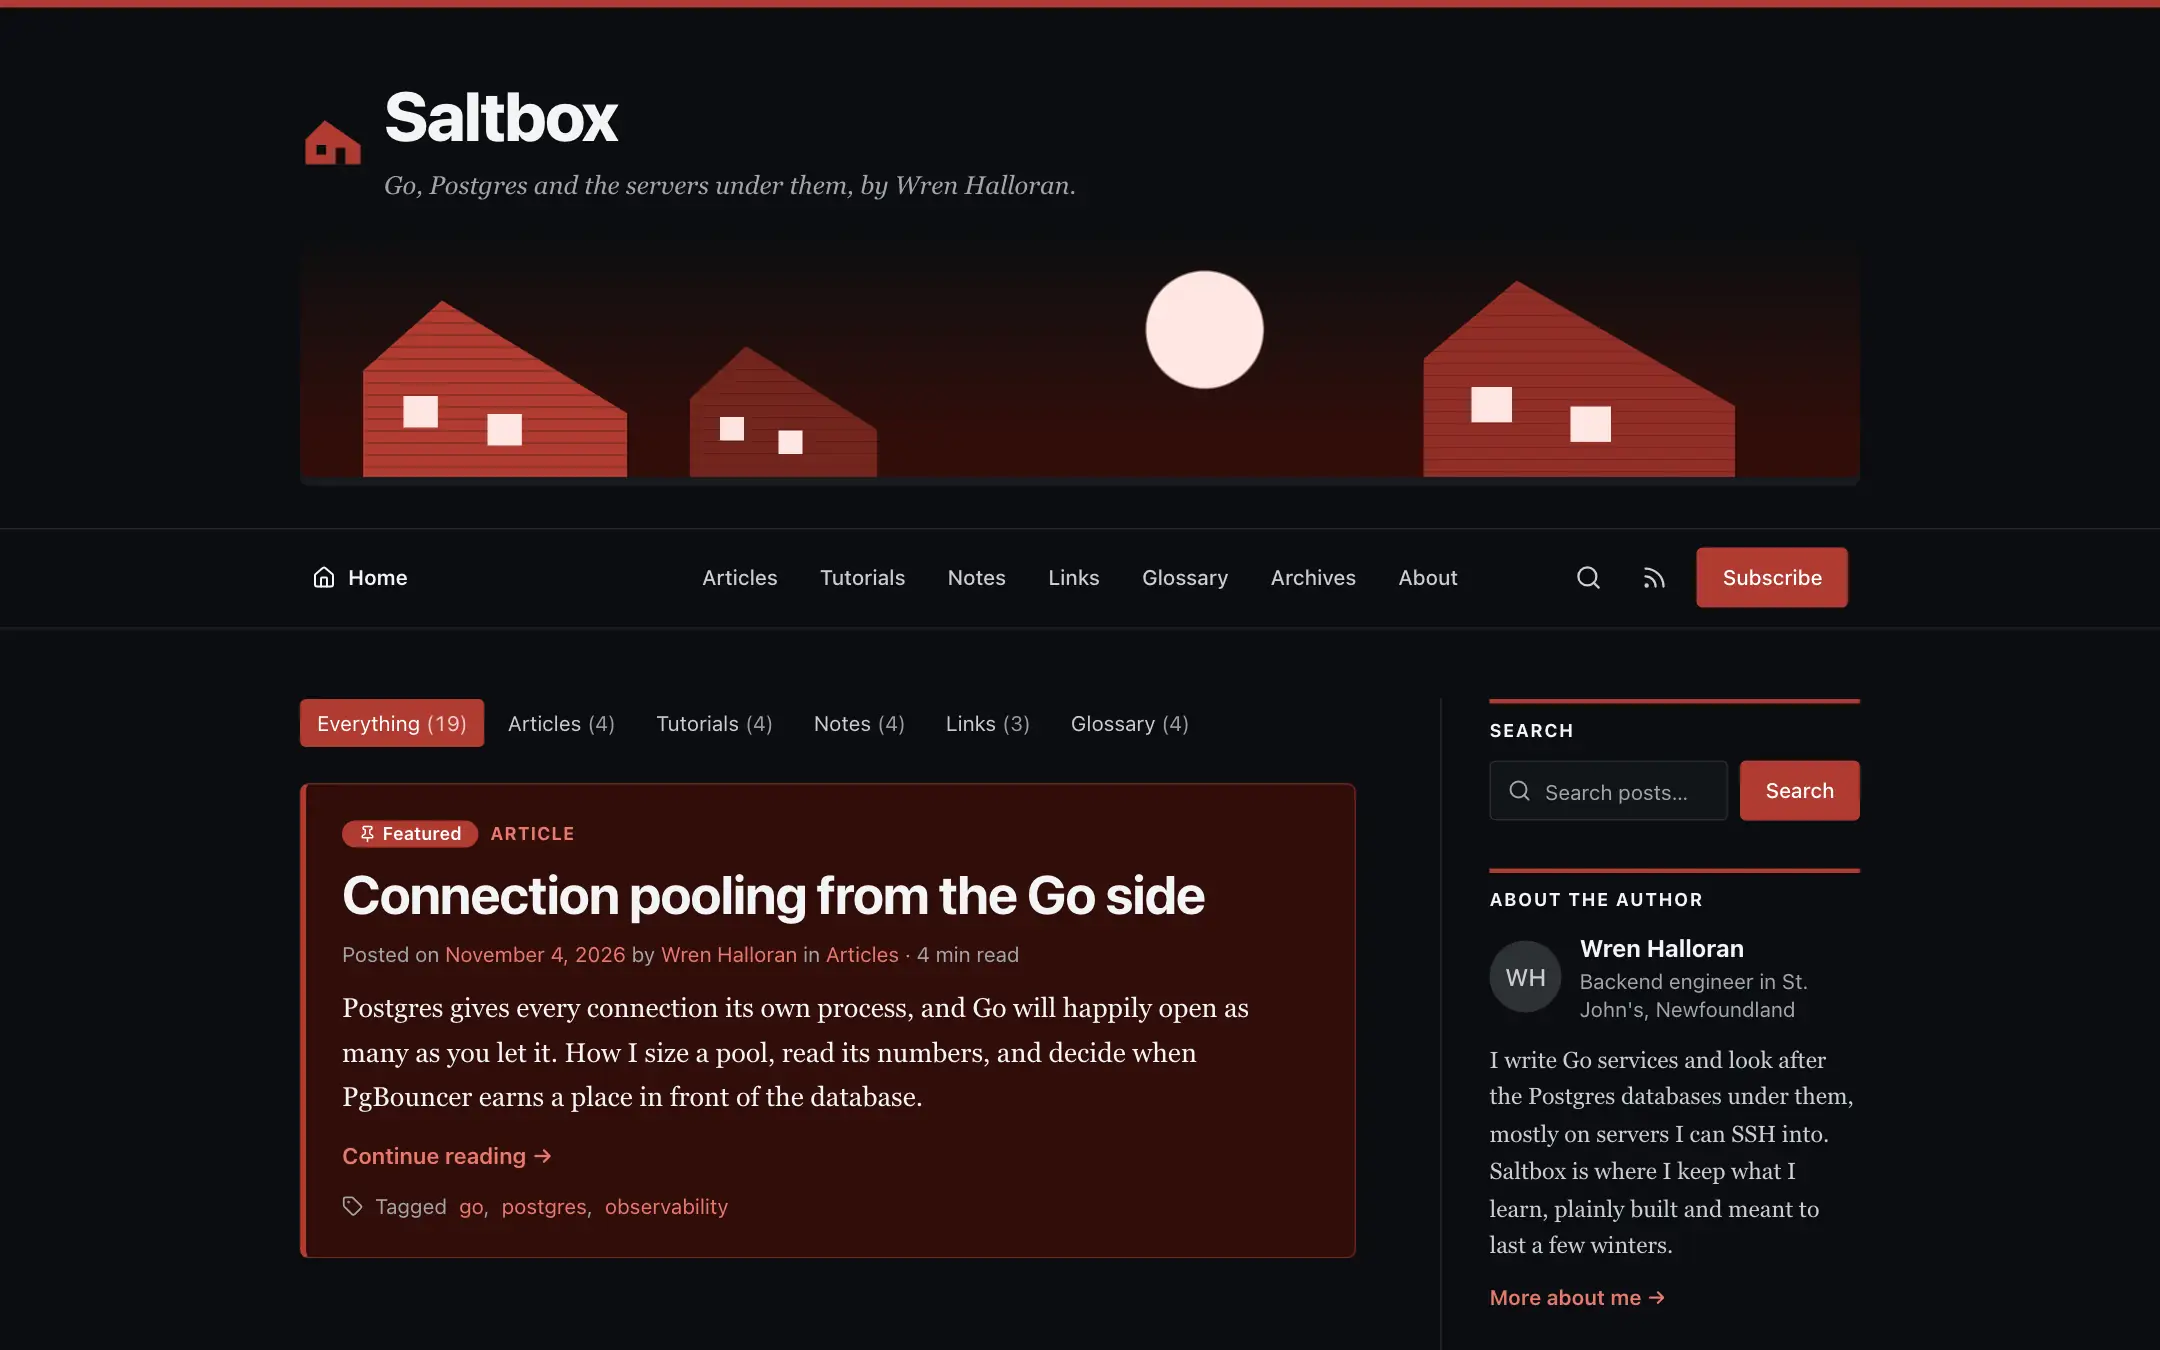 Saltbox
Go, Postgres and the servers under them, by Wren Halloran.
Home
Articles
Tutorials
Notes
Links
Glossary
Archives
About
Subscribe
Everything (19)
Articles (4)
Tutorials (4)
Notes (4)
Links (3)
Glossary (4)
Featured
ARTICLE
Connection pooling from the Go side
Posted on November 4, 2026 by Wren Halloran in Articles · 4 min read
Postgres gives every connection its own process, and Go will happily open as
many as you let it. How I size a pool, read its numbers, and decide when
PgBouncer earns a place in front of the database.
Continue reading →
Tagged go, postgres, observability
SEARCH
Search posts...
Search
ABOUT THE AUTHOR
WH
Wren Halloran
Backend engineer in St.
John's, Newfoundland
I write Go services and look after
the Postgres databases under them,
mostly on servers I can SSH into.
Saltbox is where I keep what I
learn, plainly built and meant to
last a few winters.
More about me →